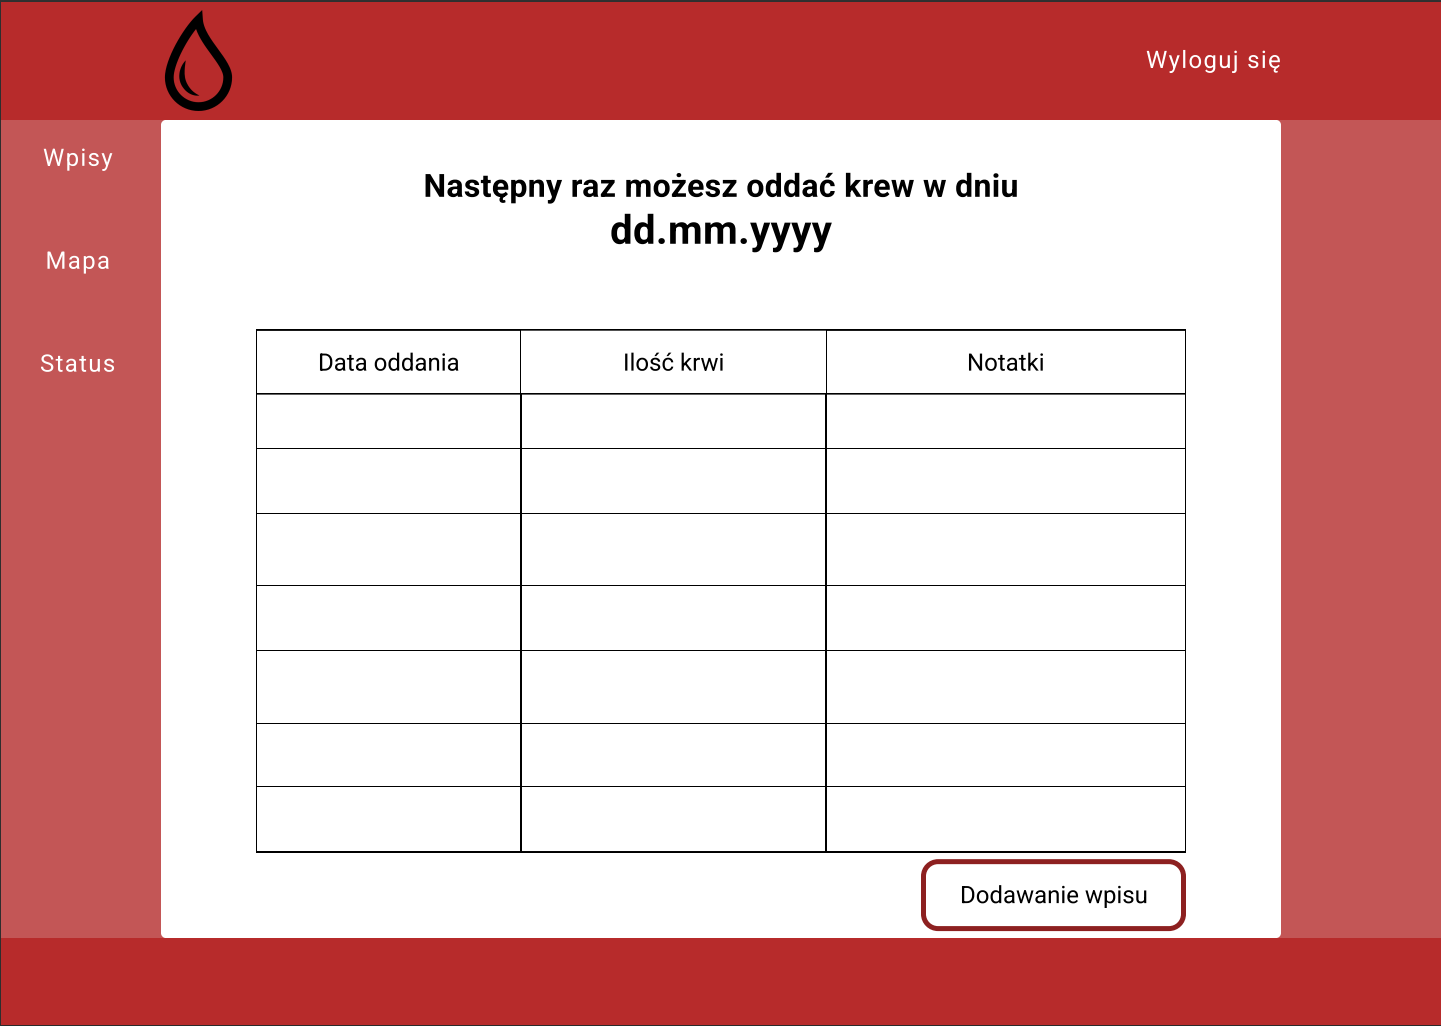 Wyloguj się
Wpisy
Mapa
Status
Następny raz możesz oddać krew w dniu
dd.mm.yyyy
Data oddania Ilość krwi Notatki
Dodawanie wpisu